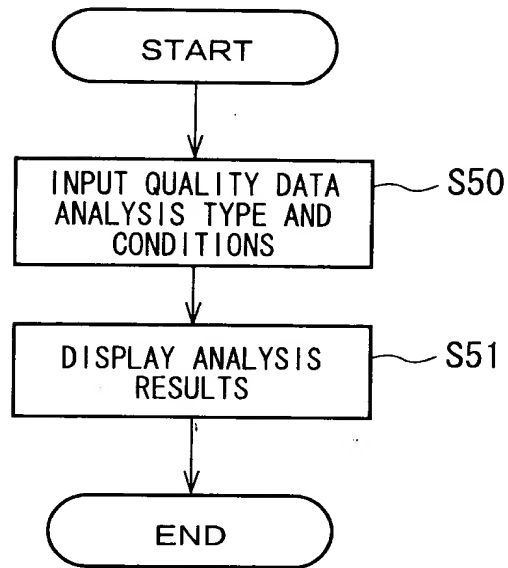 START
INPUT QUALITY DATA
ANALYSIS TYPE AND
CONDITIONS
S50
DISPLAY ANALYSIS
RESULTS
S51
END